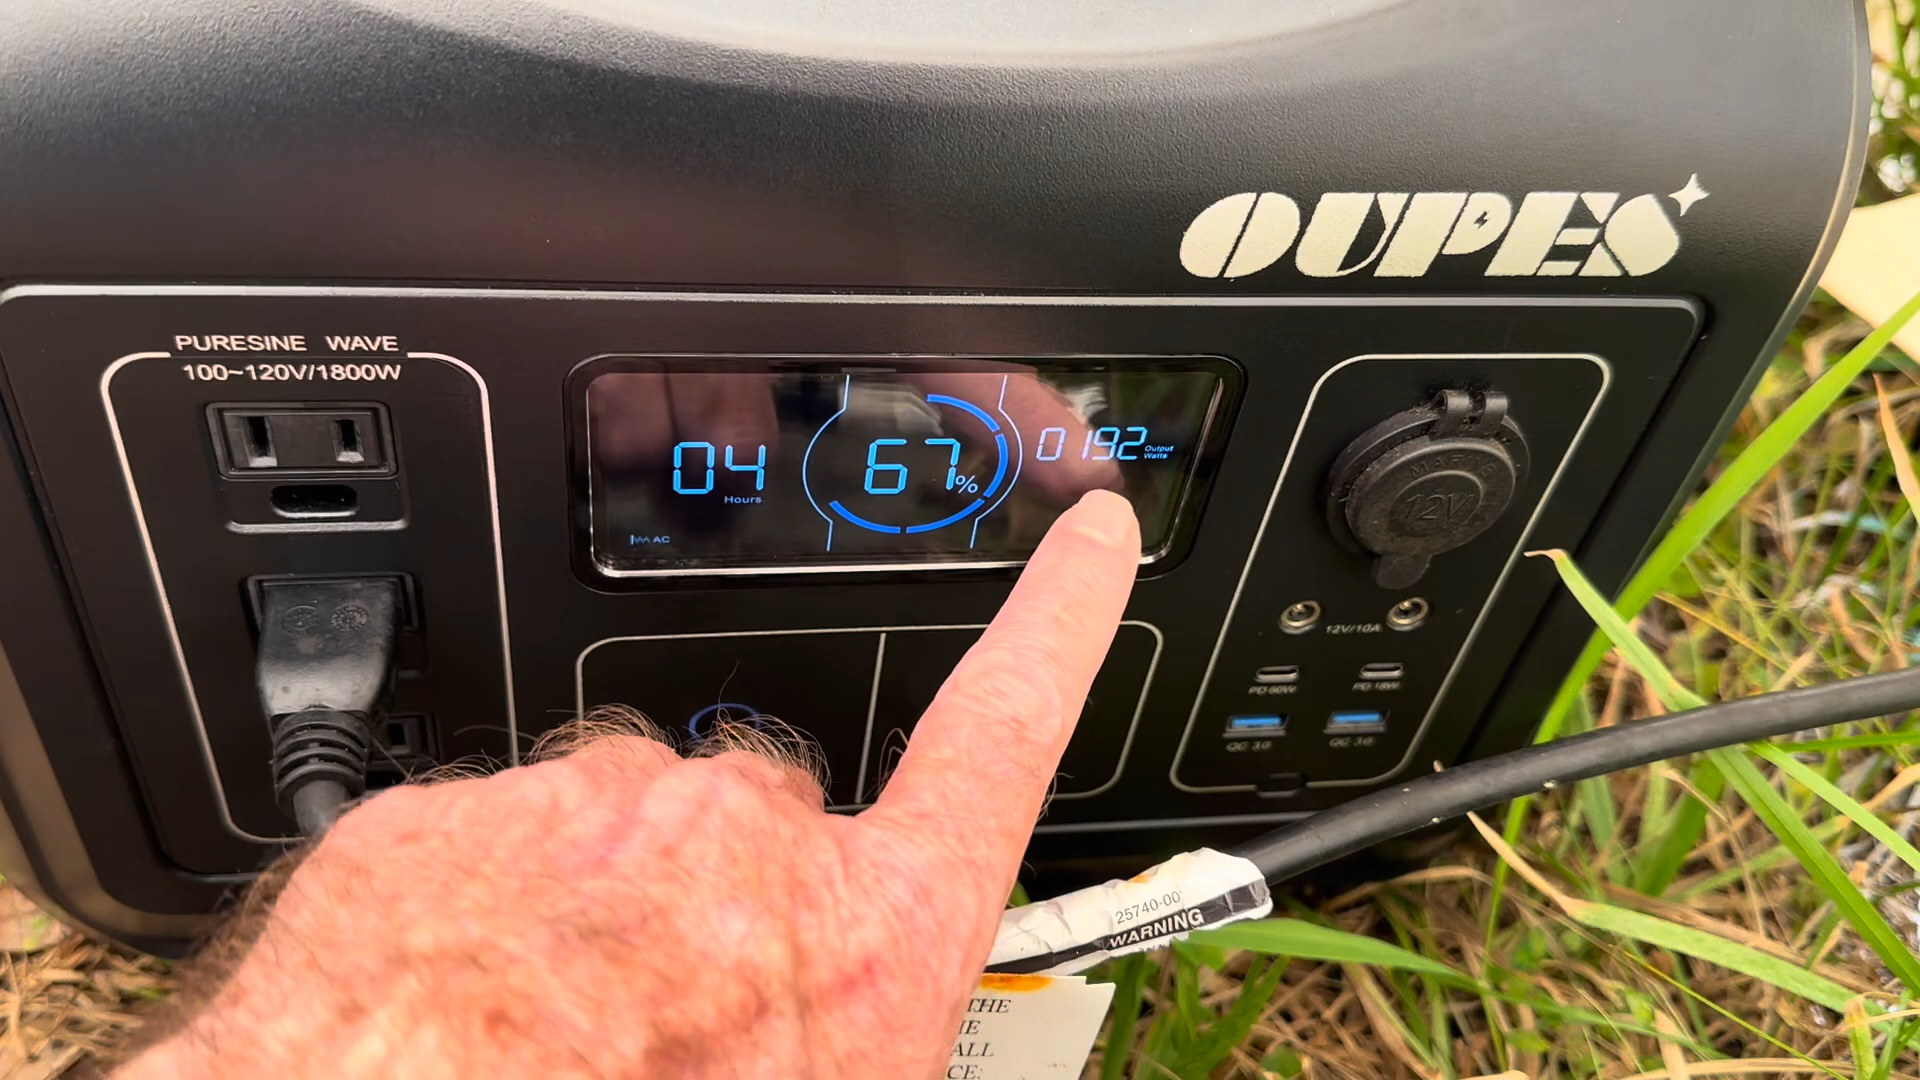 OUPES
PURESINE WAVE
100~120V/1800W
04
Hours
67%
0192
Output
Watts
AC
12V
12V/10A
PD 60W
PD 18W
QC 3.0
QC 3.0
25740-00
WARNING
THE
ALL
CE: